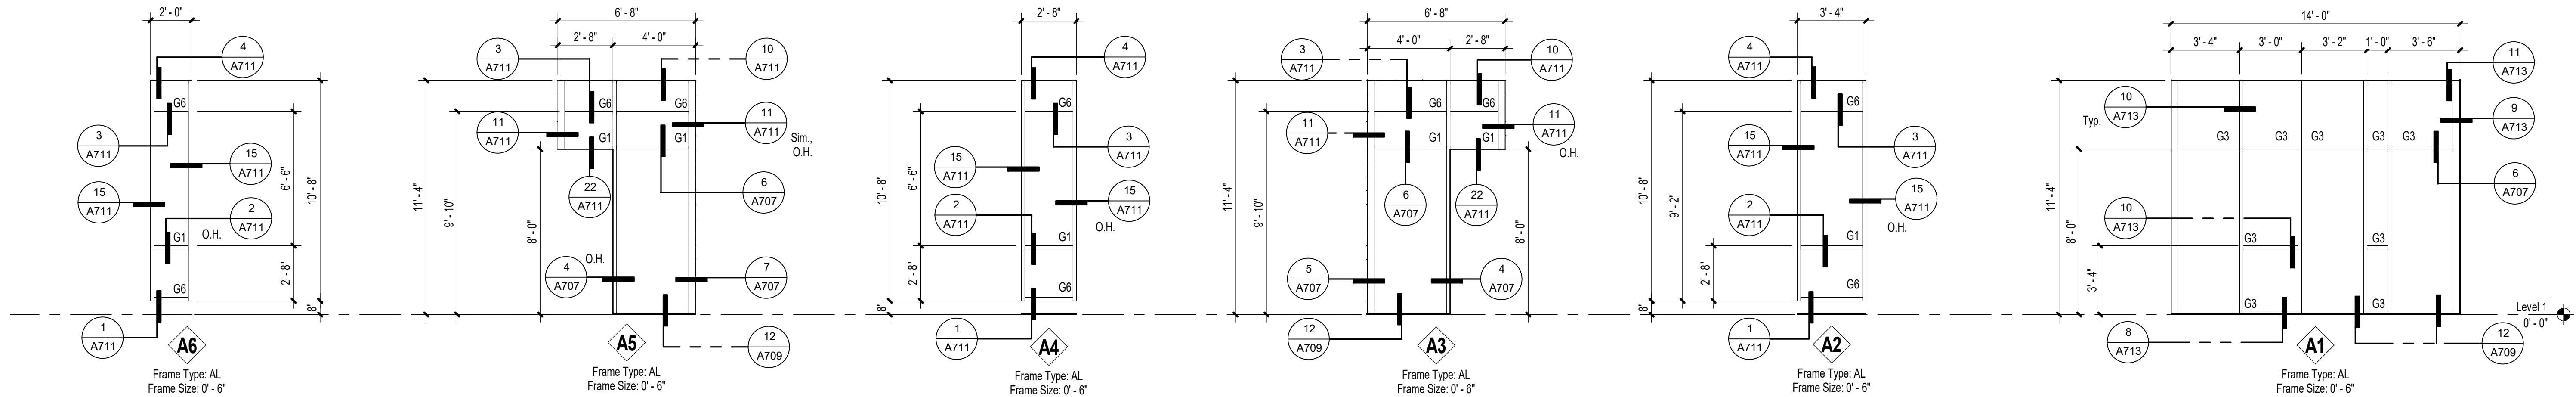 2' - 0"
4
A711
G6
3
A711
15
A711
15
A711
2
A711
O.H.
G1
G6
6' - 6"
2' - 8"
10' - 8"
8"
1
A711
A6
Frame Type: AL
Frame Size: 0' - 6"
6' - 8"
2' - 8"
4' - 0"
3
A711
10
A711
G6
G6
11
A711
11
A711
Sim.,
O.H.
G1
G1
22
A711
6
A707
11' - 4"
9' - 10"
8' - 0"
O.H.
4
A707
7
A707
12
A709
A5
Frame Type: AL
Frame Size: 0' - 6"
2' - 8"
4
A711
G6
3
A711
15
A711
15
A711
O.H.
2
A711
G1
G6
10' - 8"
6' - 6"
2' - 8"
8"
1
A711
A4
Frame Type: AL
Frame Size: 0' - 6"
6' - 8"
4' - 0"
2' - 8"
3
A711
10
A711
G6
G6
11
A711
11
A711
O.H.
G1
G1
6
A707
22
A711
11' - 4"
9' - 10"
8' - 0"
5
A707
4
A707
12
A709
A3
Frame Type: AL
Frame Size: 0' - 6"
3' - 4"
4
A711
G6
15
A711
3
A711
2
A711
15
A711
O.H.
G1
G6
10' - 8"
9' - 2"
2' - 8"
8"
1
A711
A2
Frame Type: AL
Frame Size: 0' - 6"
14' - 0"
3' - 4"
3' - 0"
3' - 2"
1' - 0"
3' - 6"
11
A713
10
A713
Typ.
9
A713
G3
G3
G3
G3
G3
6
A707
11' - 4"
8' - 0"
3' - 4"
10
A713
G3
G3
G3
G3
Level 1
0' - 0"
8
A713
12
A709
A1
Frame Type: AL
Frame Size: 0' - 6"